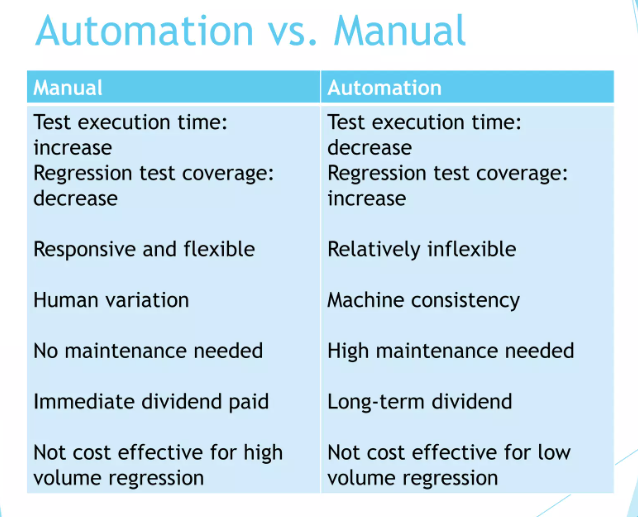 Automation vs. Manual
Manual
Test execution time:
increase
Regression test coverage:
decrease
Responsive and flexible
Human variation
No maintenance needed
Immediate dividend paid
Not cost effective for high
volume regression
Automation
Test execution time:
decrease
Regression test coverage:
increase
Relatively inflexible
Machine consistency
High maintenance needed
Long-term dividend
Not cost effective for low
volume regression